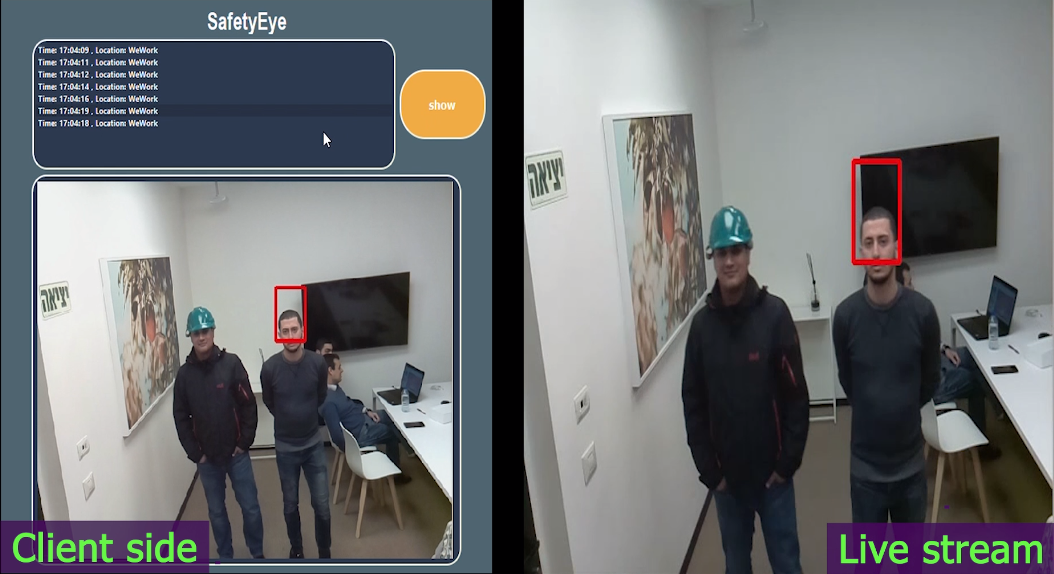 SafetyEye
Time: 17:04:09 , Location: WeWork
Time: 17:04:11 , Location: WeWork
Time: 17:04:12 , Location: WeWork
Time: 17:04:14 , Location: WeWork
Time: 17:04:16 , Location: WeWork
Time: 17:04:19 , Location: WeWork
Time: 17:04:18 , Location: WeWork
show
יציאה
יציאה
Client side
Live stream